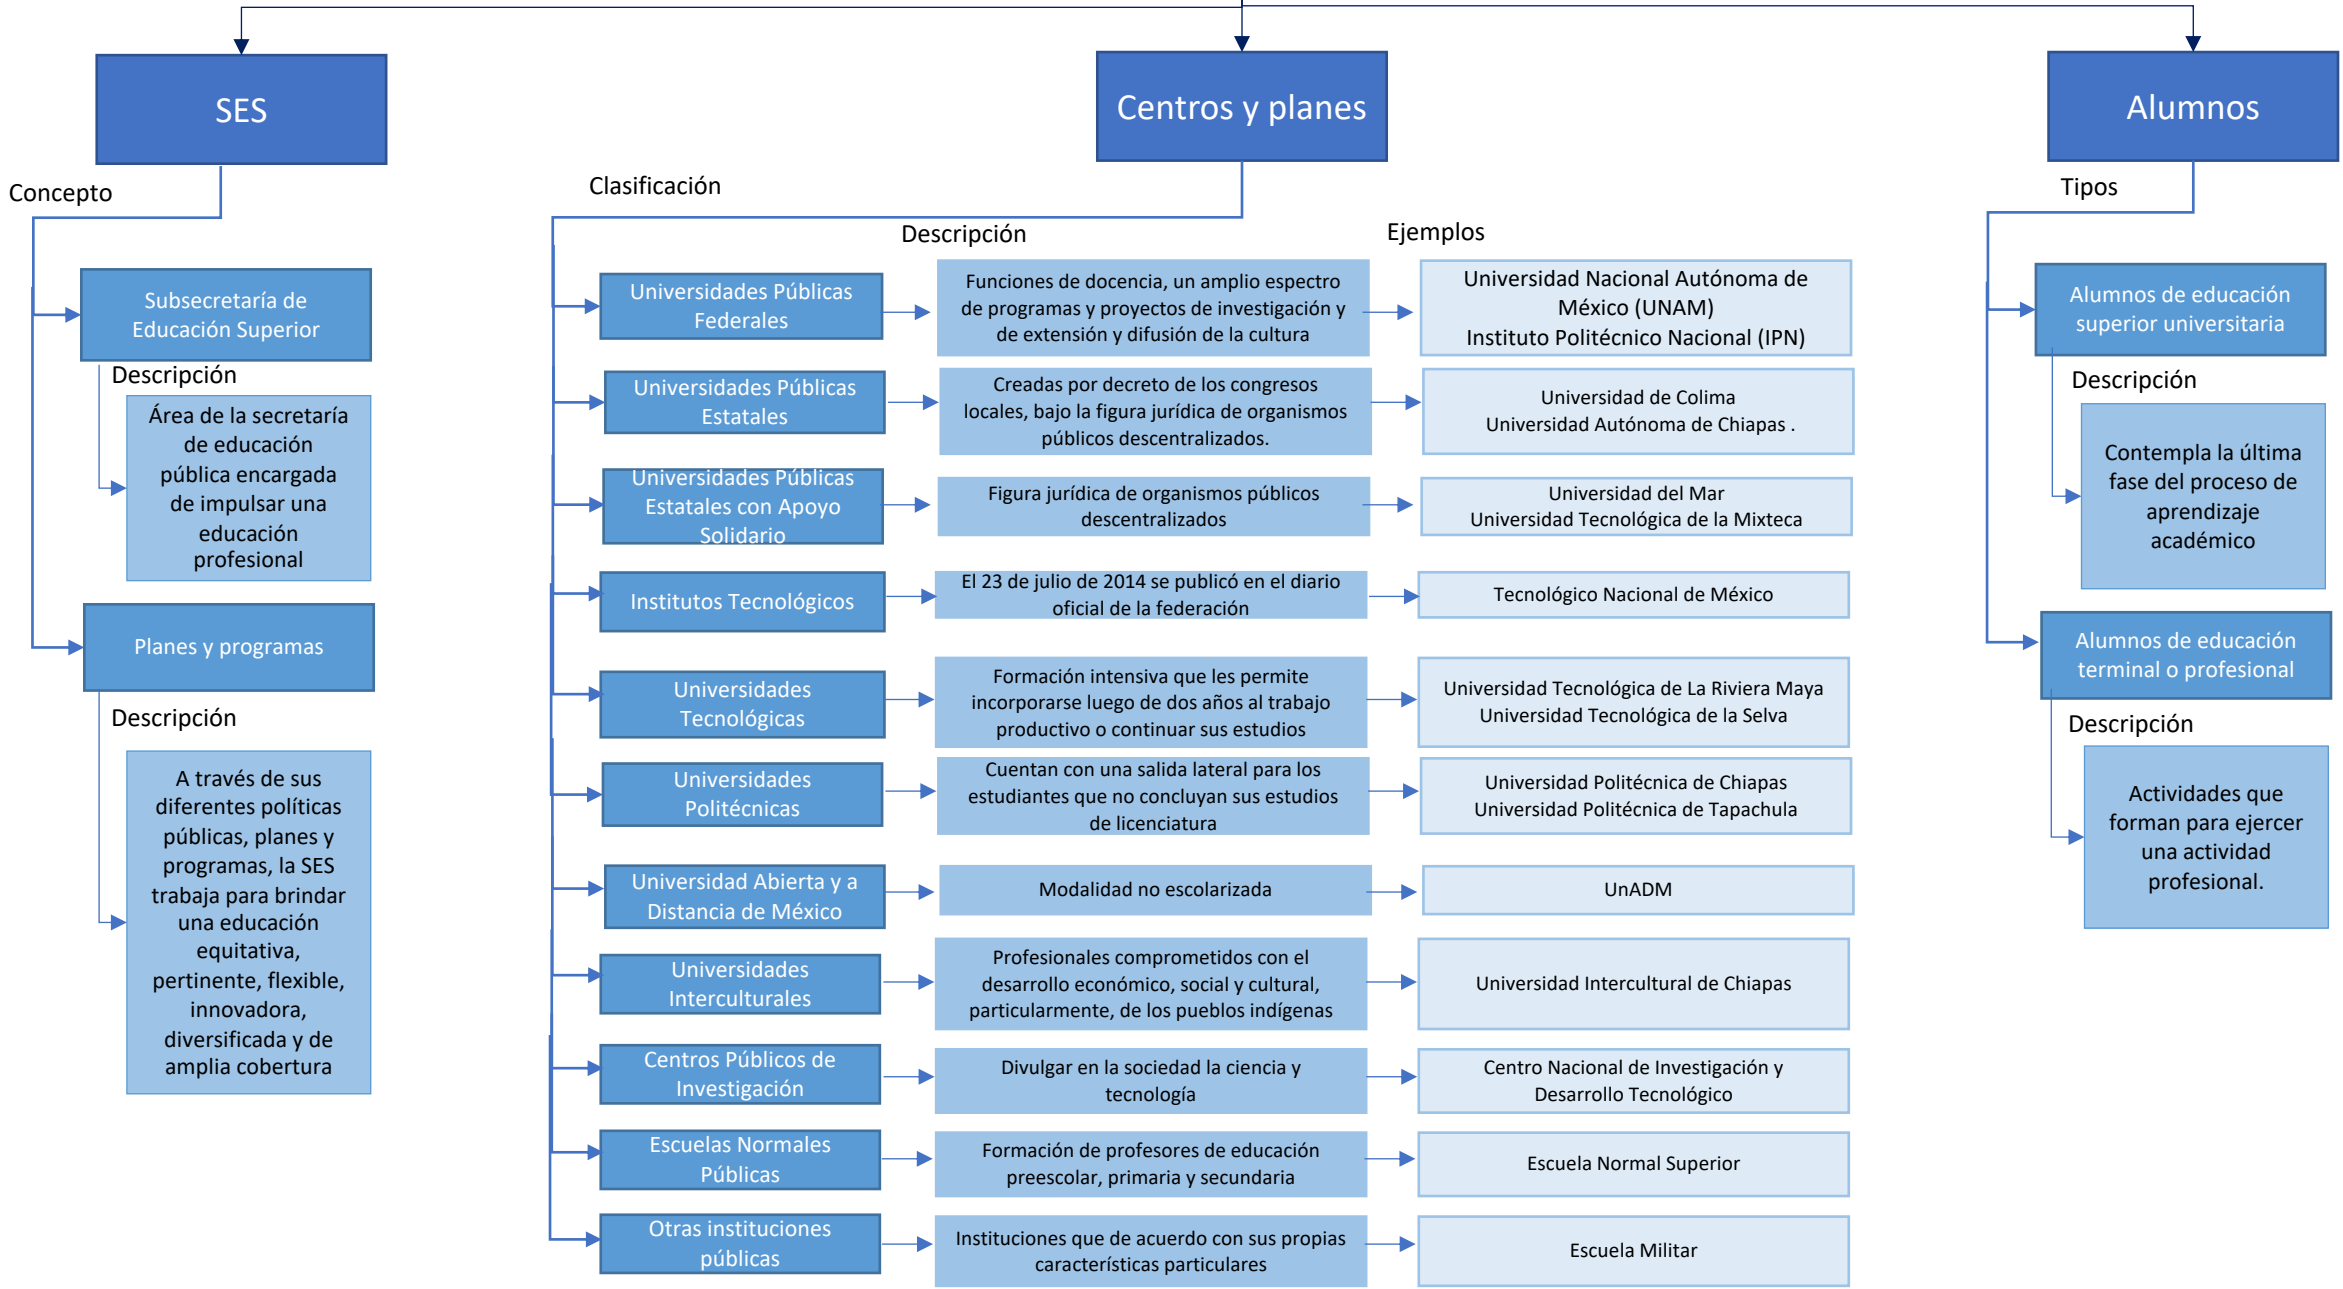 SES
Centros y planes
Alumnos
Concepto
Subsecretaría de
Educación Superior
Descripción
Área de la secretaría
de educación
pública encargada
de impulsar una
educación
profesional
Planes y programas
Descripción
A través de sus
diferentes políticas
públicas, planes y
programas, la SES
trabaja para brindar
una educación
equitativa,
pertinente, flexible,
innovadora,
diversificada y de
amplia cobertura
Clasificación
Descripción
Ejemplos
Universidades Públicas
Federales
Funciones de docencia, un amplio espectro
de programas y proyectos de investigación y
de extensión y difusión de la cultura
Universidad Nacional Autónoma de
México (UNAM)
Instituto Politécnico Nacional (IPN)
Universidades Públicas
Estatales
Creadas por decreto de los congresos
locales, bajo la figura jurídica de organismos
públicos descentralizados.
Universidad de Colima
Universidad Autónoma de Chiapas .
Universidades Públicas
Estatales con Apoyo
Solidario
Figura jurídica de organismos públicos
descentralizados
Universidad del Mar
Universidad Tecnológica de la Mixteca
Institutos Tecnológicos
El 23 de julio de 2014 se publicó en el diario
oficial de la federación
Tecnológico Nacional de México
Universidades
Tecnológicas
Formación intensiva que les permite
incorporarse luego de dos años al trabajo
productivo o continuar sus estudios
Universidad Tecnológica de La Riviera Maya
Universidad Tecnológica de la Selva
Universidades
Politécnicas
Cuentan con una salida lateral para los
estudiantes que no concluyan sus estudios
de licenciatura
Universidad Politécnica de Chiapas
Universidad Politécnica de Tapachula
Universidad Abierta y a
Distancia de México
Modalidad no escolarizada
UnADM
Universidades
Interculturales
Profesionales comprometidos con el
desarrollo económico, social y cultural,
particularmente, de los pueblos indígenas
Universidad Intercultural de Chiapas
Centros Públicos de
Investigación
Divulgar en la sociedad la ciencia y
tecnología
Centro Nacional de Investigación y
Desarrollo Tecnológico
Escuelas Normales
Públicas
Formación de profesores de educación
preescolar, primaria y secundaria
Escuela Normal Superior
Otras instituciones
públicas
Instituciones que de acuerdo con sus propias
características particulares
Escuela Militar
Tipos
Alumnos de educación
superior universitaria
Descripción
Contempla la última
fase del proceso de
aprendizaje
académico
Alumnos de educación
terminal o profesional
Descripción
Actividades que
forman para ejercer
una actividad
profesional.